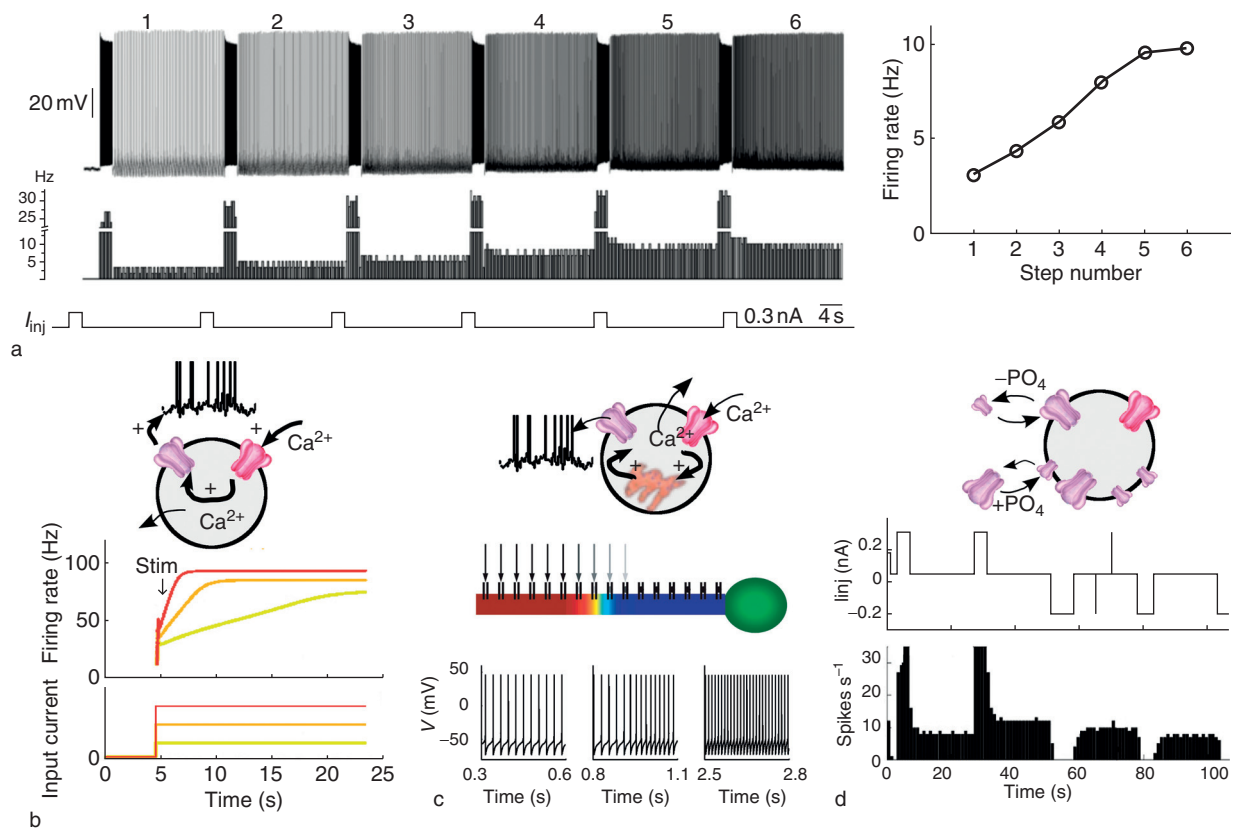 1 2 3 4 5 6
20 mV
Hz
30
25
10
5
I inj
0.3 nA 4 s
a
10
5
0
Firing rate (Hz)
1 2 3 4 5 6
Step number
+ +
Ca2+
+
Ca2+
Stim
100
50
0
Firing rate (Hz)
0
Input current
0 5 10 15 20 25
Time (s)
b
Ca2+
Ca2+
+ +
50
−50
V (mV)
0.3 0.6 0.8 1.1 2.5 2.8
Time (s) Time (s) Time (s)
c
−PO4
+PO4
0.2
0
−0.2
Iinj (nA)
30
20
10
0
Spikes s−1
0 20 40 60 80 100
Time (s)
d